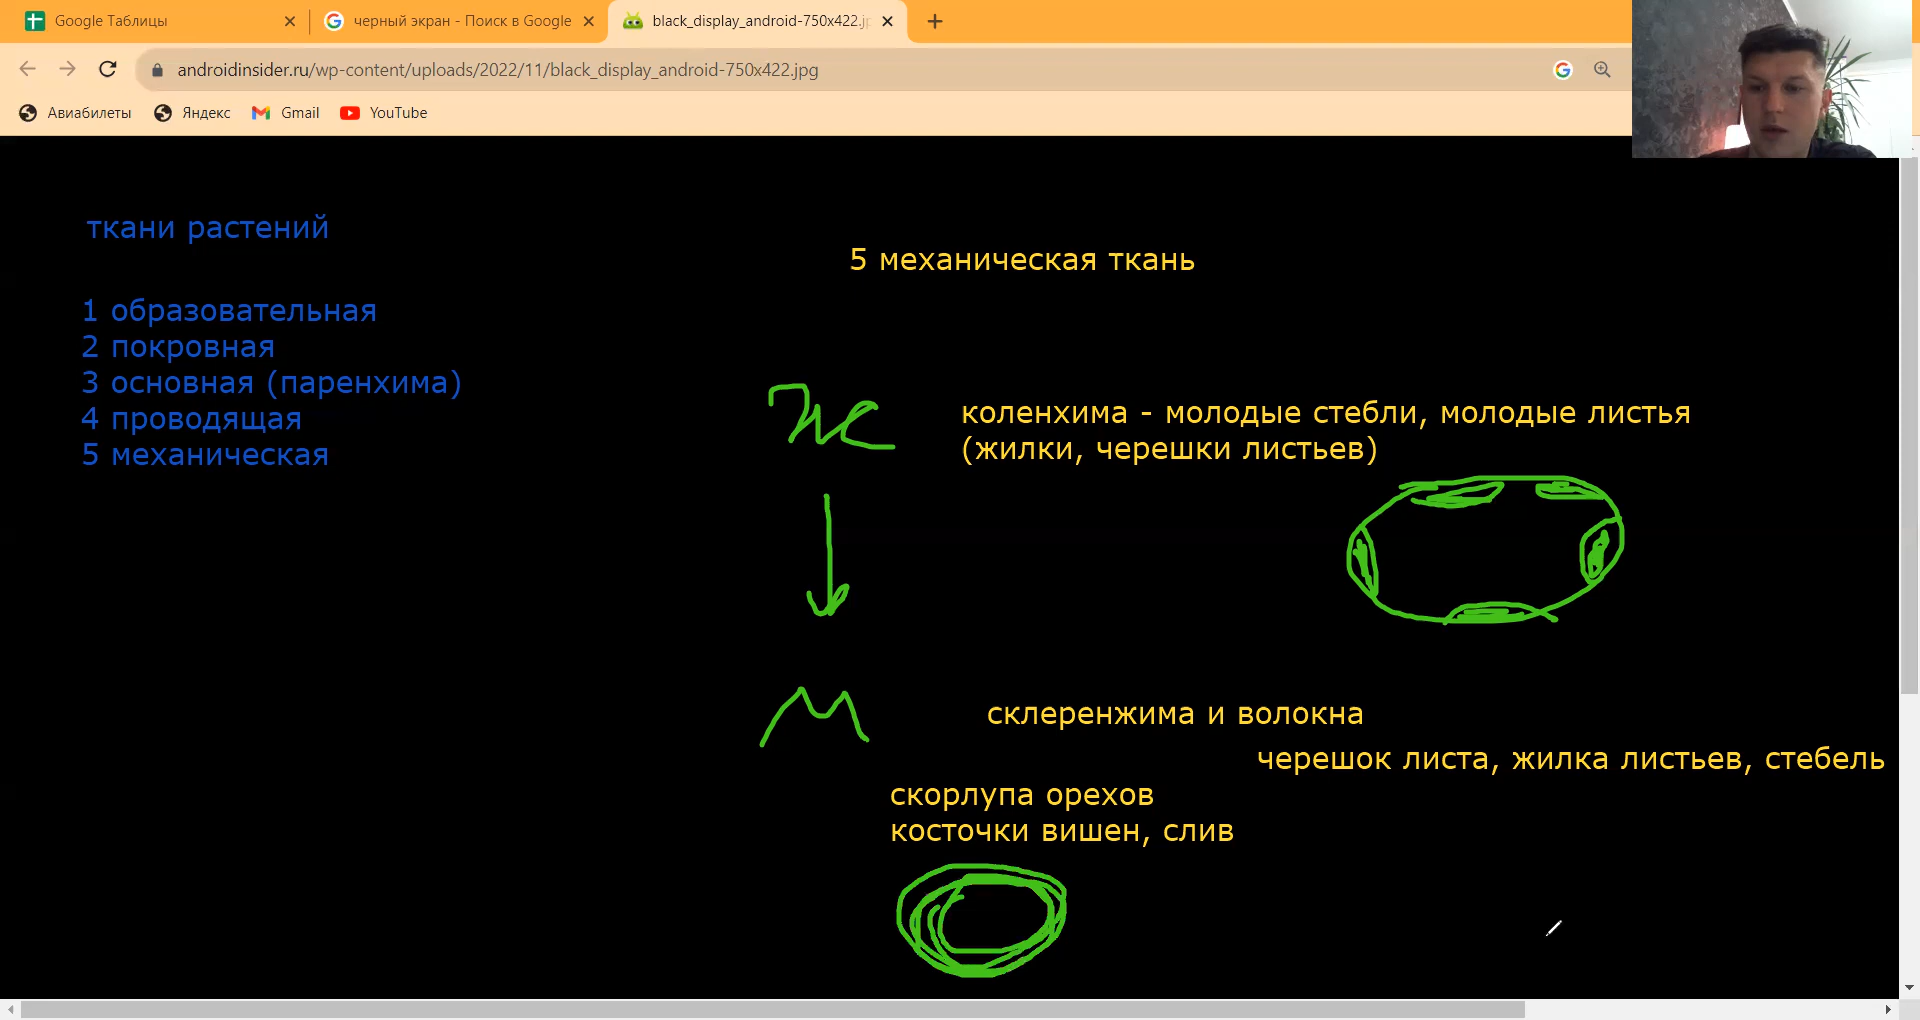 Google Таблицы
черный экран - Поиск в Google
black_display_android-750x422.jp
androidinsider.ru/wp-content/uploads/2022/11/black_display_android-750x422.jpg
Авиабилеты
Яндекс
Gmail
YouTube
ткани растений
1 образовательная
2 покровная
3 основная (паренхима)
4 проводящая
5 механическая
5 механическая ткань
Ж
коленхима - молодые стебли, молодые листья
(жилки, черешки листьев)
М
склеренжима и волокна
черешок листа, жилка листьев, стебель
скорлупа орехов
косточки вишен, слив